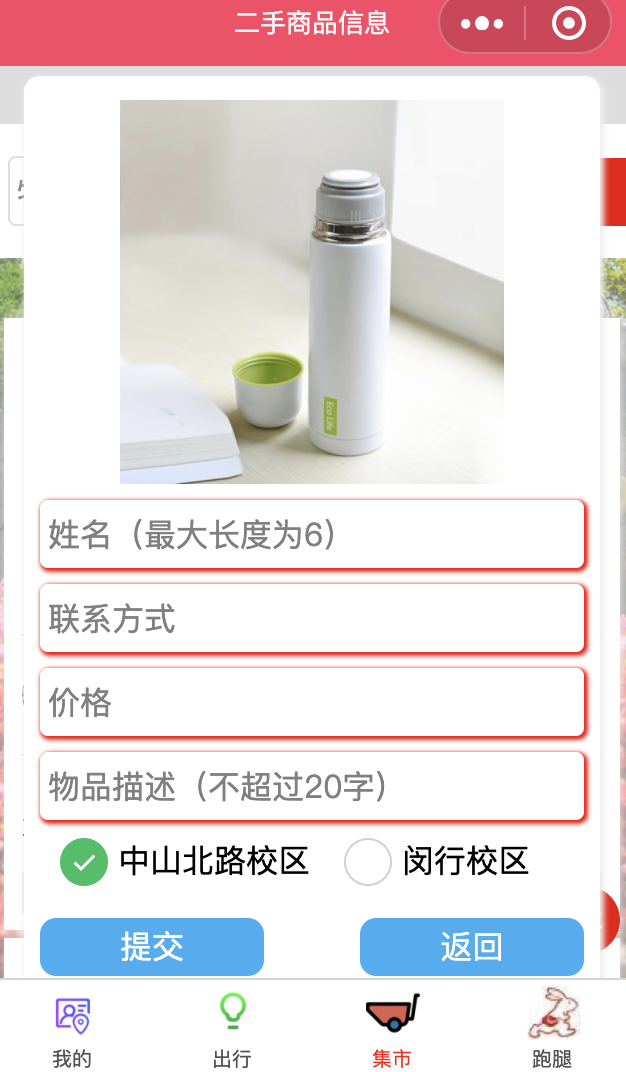 二手商品信息
Eco Life
姓名（最大长度为6）
联系方式
价格
物品描述（不超过20字）
中山北路校区 闵行校区
提交 返回
我的 出行 集市 跑腿